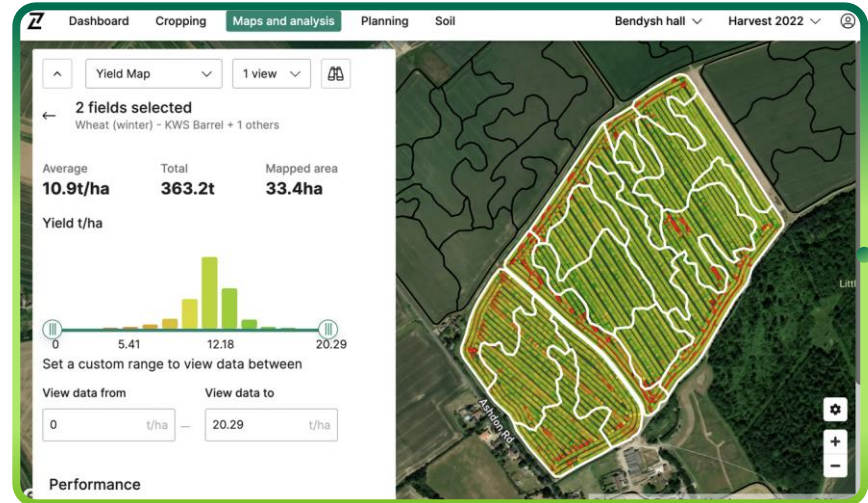 Z Dashboard Cropping Maps and analysis Planning Soil Bendysh hall Harvest 2022
Yield Map 1 view
2 fields selected
Wheat (winter) - KWS Barrel + 1 others
Average Total Mapped area
10.9t/ha 363.2t 33.4ha
Yield t/ha
0 5.41 12.18 20.29
Set a custom range to view data between
View data from View data to
0 t/ha – 20.29 t/ha
Performance
Ashdon Rd
Littl
+
−